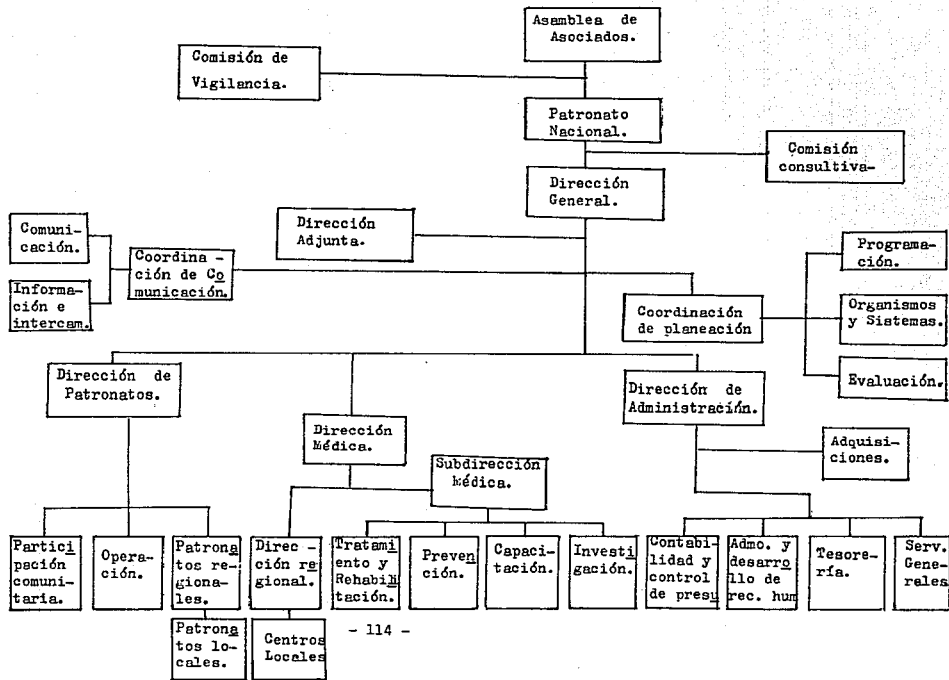 Asamblea de
Asociados.
Comisión de
Vigilancia.
Patronato
Nacional.
Comisión
consultiva-
Dirección
General.
Dirección
Adjunta.
Comuni-
cación.
Coordina -
ción de Co
municación.
Informa-
ción e
intercam.
Programa-
ción.
Coordinación
de planeación
Organismos
y Sistemas.
Evaluación.
Dirección de
Patronatos.
Dirección
Médica.
Dirección de
Administración.
Subdirección
Médica.
Adquisi-
ciones.
Partici
pación
comuni-
taria.
Opera-
ción.
Patrona
tos re-
giona-
les.
Direc -
ción re
gional.
Tratami
ento y
Rehabili
tación.
Preven
ción.
Capaci-
tación.
Investi
gación.
Contabi-
lidad y
control
de presu
Admo. y
desarro
llo de
rec. hum
Tesore-
ría.
Serv.
Gene-
rales
Patrona
tos lo-
cales.
Centros
Locales
- 114 -